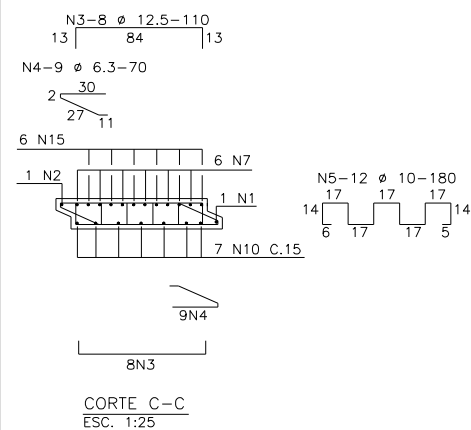 N3-8 ø 12.5-110
13 84 13
N4-9 ø 6.3-70
30
2
27 11
6 N15
6 N7
1 N2
1 N1
7 N10 C.15
N5-12 ø 10-180
17 17 17
14 14
6 17 17 5
9N4
8N3
CORTE C-C
ESC. 1:25